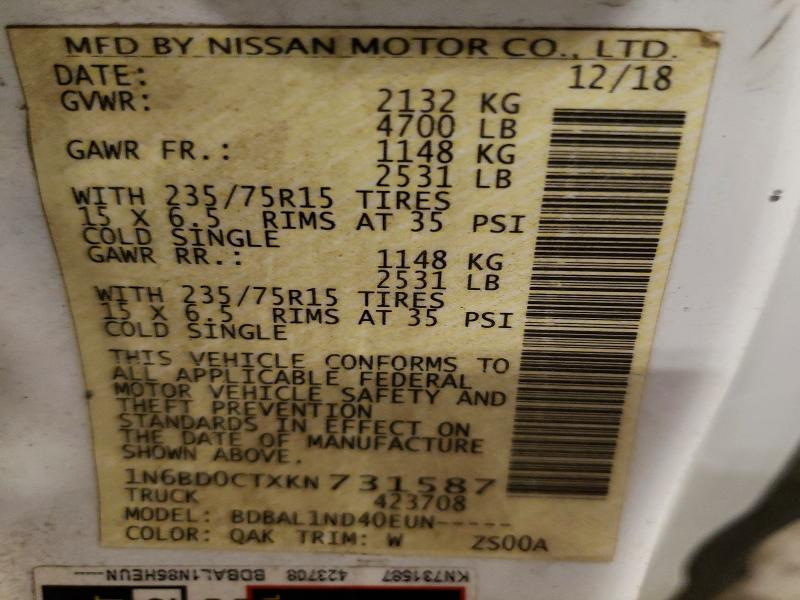 MFD BY NISSAN MOTOR CO., LTD.
DATE: 12/18
GVWR: 2132 KG
4700 LB
GAWR FR.: 1148 KG
2531 LB
WITH 235/75R15 TIRES
15 X 6.5 RIMS AT 35 PSI
COLD SINGLE
GAWR RR.: 1148 KG
2531 LB
WITH 235/75R15 TIRES
15 X 6.5 RIMS AT 35 PSI
COLD SINGLE
THIS VEHICLE CONFORMS TO
ALL APPLICABLE FEDERAL
MOTOR VEHICLE SAFETY AND
THEFT PREVENTION
STANDARDS IN EFFECT ON
THE DATE OF MANUFACTURE
SHOWN ABOVE.
1N6BD0CTXKN731587
TRUCK 423708
MODEL: BDBAL1ND40EUN-----
COLOR: QAK TRIM: W ZS00A
KN731587 423708 BDBAL1N85HEUN----